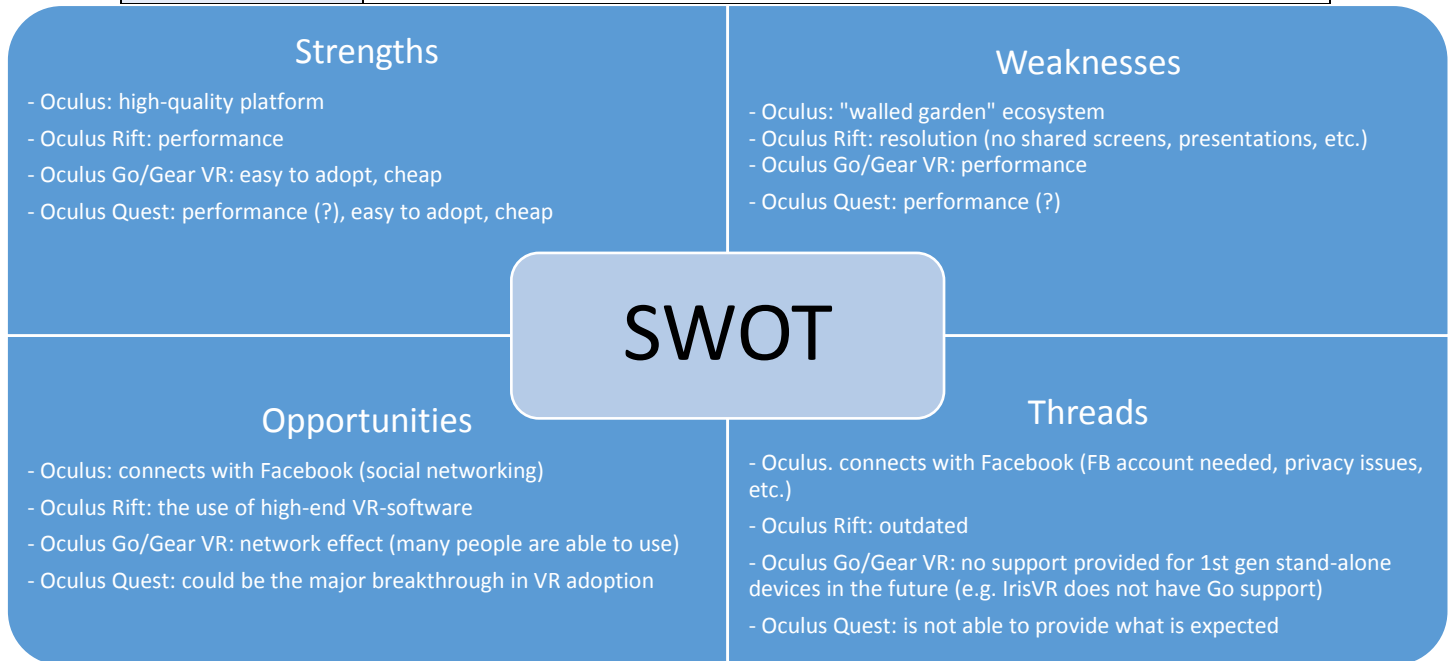 Strengths
- Oculus: high-quality platform
- Oculus Rift: performance
- Oculus Go/Gear VR: easy to adopt, cheap
- Oculus Quest: performance (?), easy to adopt, cheap
Weaknesses
- Oculus: "walled garden" ecosystem
- Oculus Rift: resolution (no shared screens, presentations, etc.)
- Oculus Go/Gear VR: performance
- Oculus Quest: performance (?)
SWOT
Opportunities
- Oculus: connects with Facebook (social networking)
- Oculus Rift: the use of high-end VR-software
- Oculus Go/Gear VR: network effect (many people are able to use)
- Oculus Quest: could be the major breakthrough in VR adoption
Threads
- Oculus. connects with Facebook (FB account needed, privacy issues,
etc.)
- Oculus Rift: outdated
- Oculus Go/Gear VR: no support provided for 1st gen stand-alone
devices in the future (e.g. IrisVR does not have Go support)
- Oculus Quest: is not able to provide what is expected